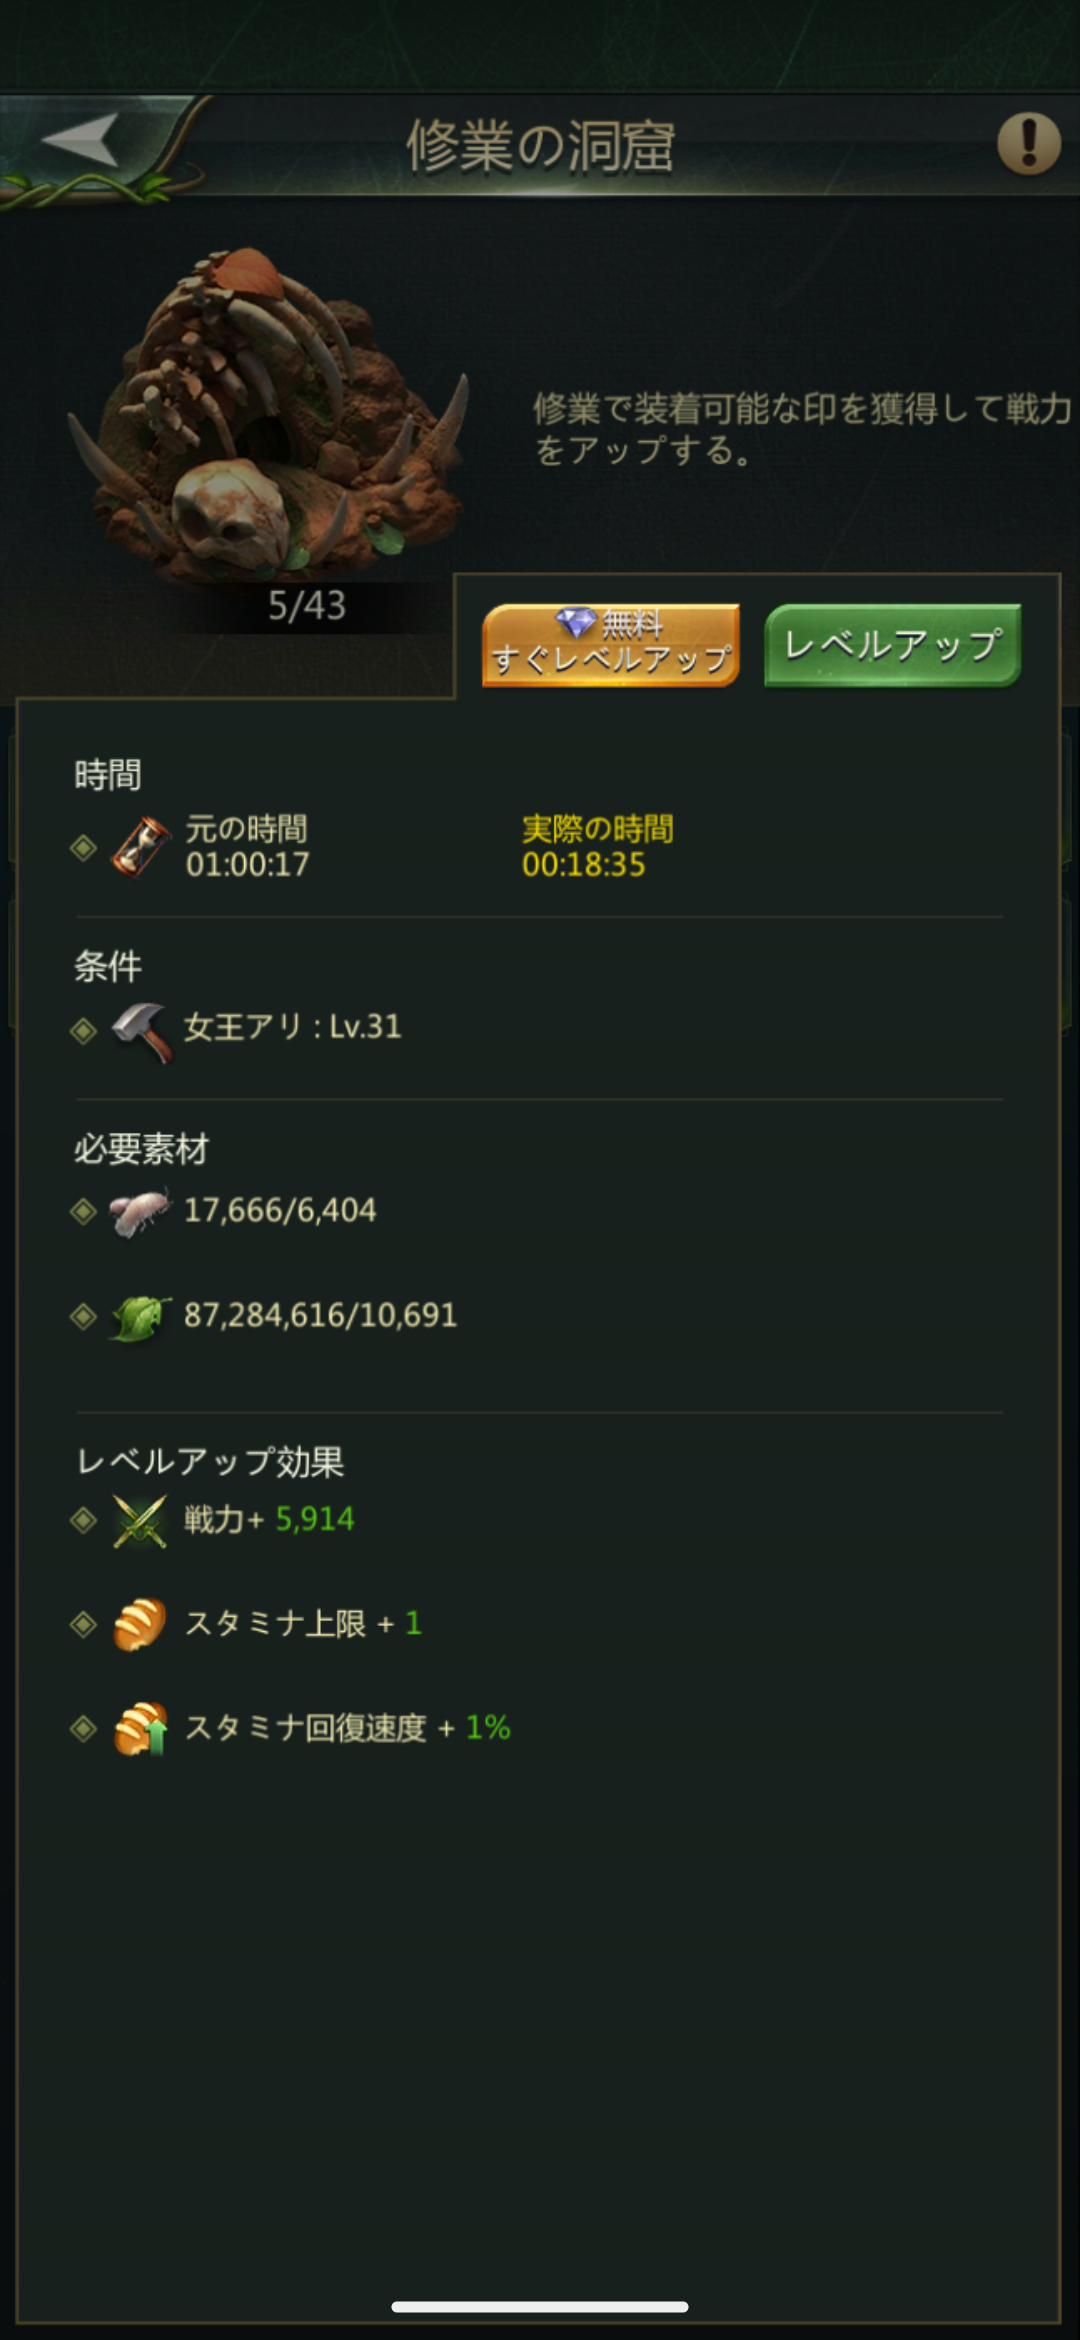 修業の洞窟
修業で装着可能な印を獲得して戦力
をアップする。
5/43
無料
すぐレベルアップ
レベルアップ
時間
元の時間
実際の時間
01:00:17
00:18:35
条件
女王アリ : Lv.31
必要素材
17,666/6,404
87,284,616/10,691
レベルアップ効果
戦力+ 5,914
スタミナ上限 + 1
スタミナ回復速度 + 1%